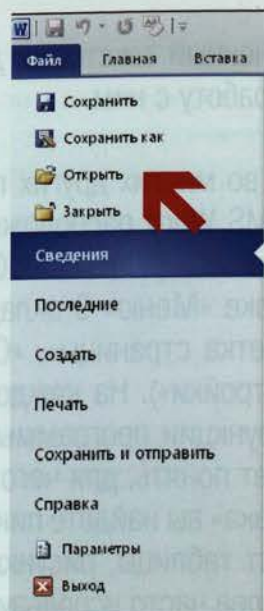 W
Файл Главная Вставка
Сохранить
Сохранить как
Открыть
Закрыть
Сведения
Последние
Создать
Печать
Сохранить и отправить
Справка
Параметры
Выход